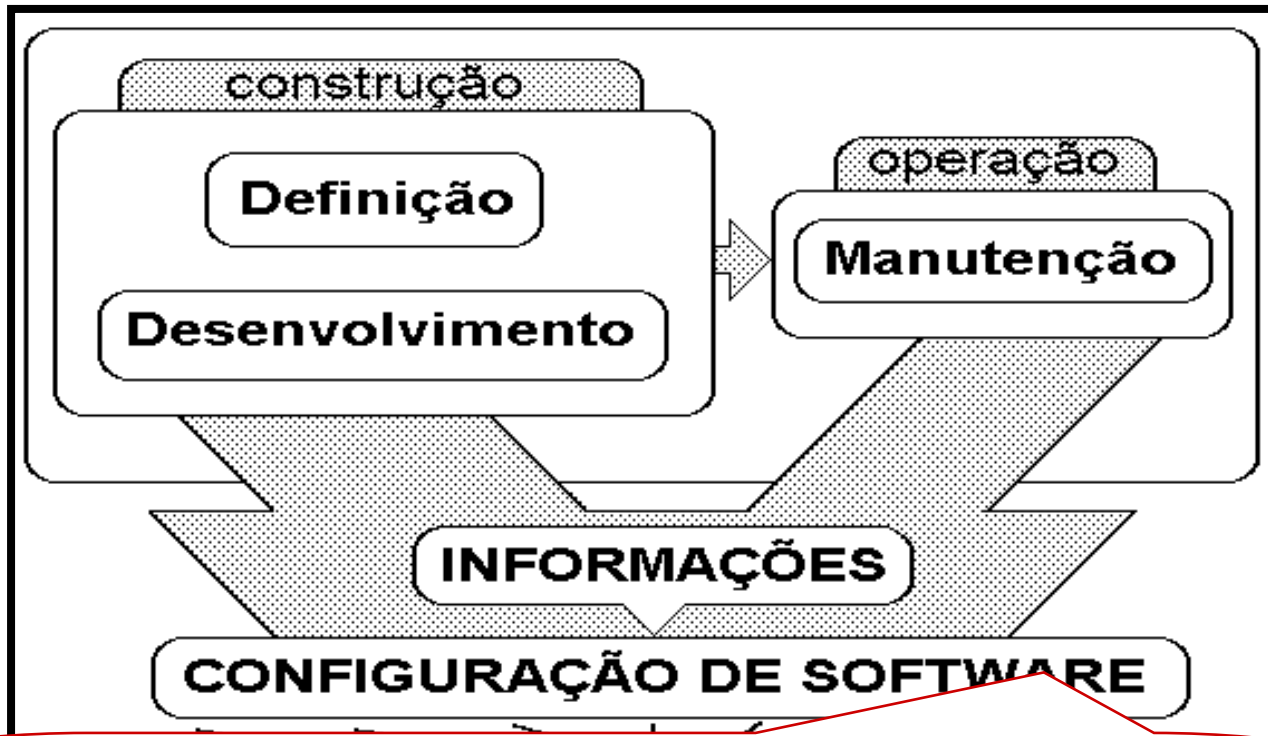 construção
operação
Definição
Manutenção
Desenvolvimento
INFORMAÇÕES
CONFIGURAÇÃO DE SOFTWARE